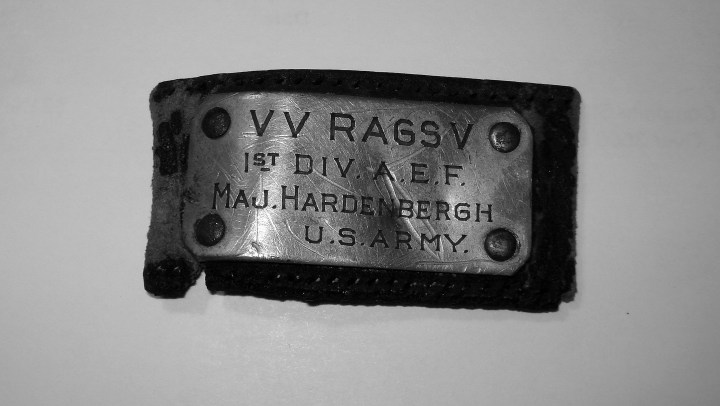 VV RAGS V
1ST DIV. A.E.F.
MAJ. HARDENBERGH
U.S. ARMY.